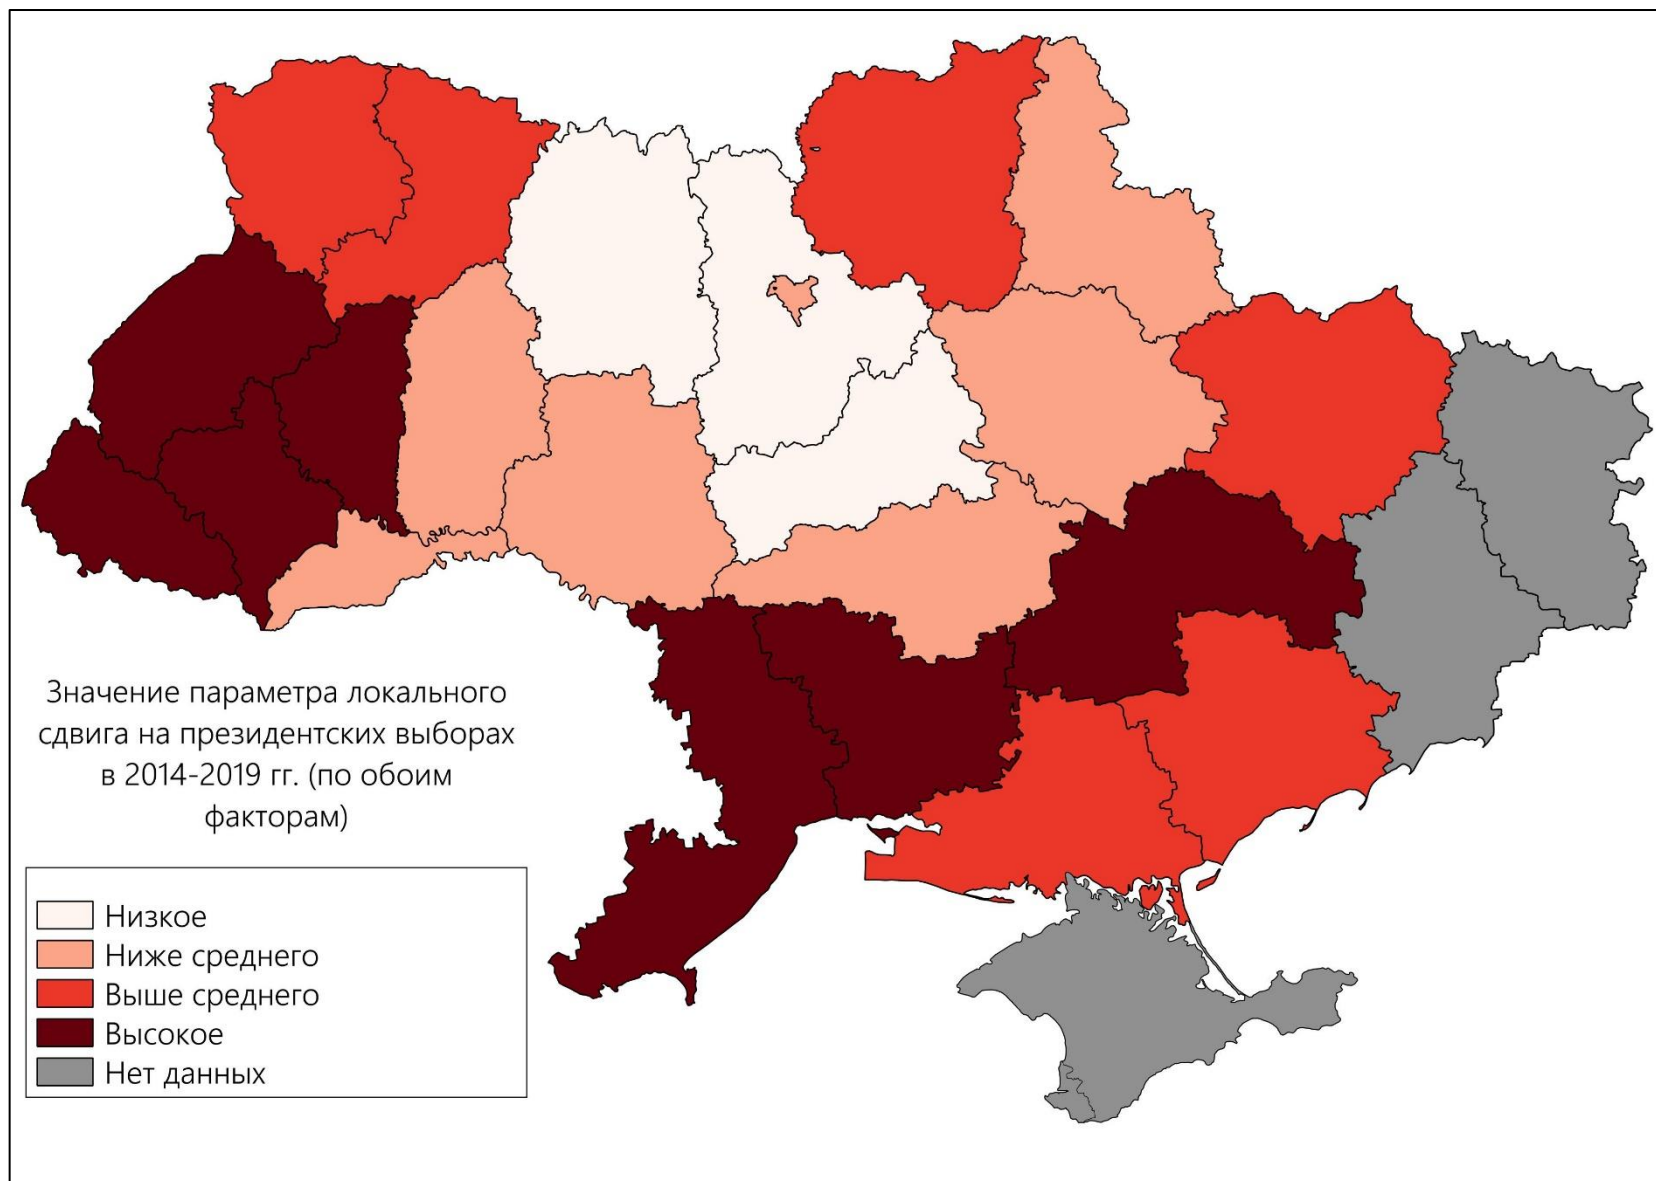 Значение параметра локального
сдвига на президентских выборах
в 2014-2019 гг. (по обоим
факторам)
Низкое
Ниже среднего
Выше среднего
Высокое
Нет данных